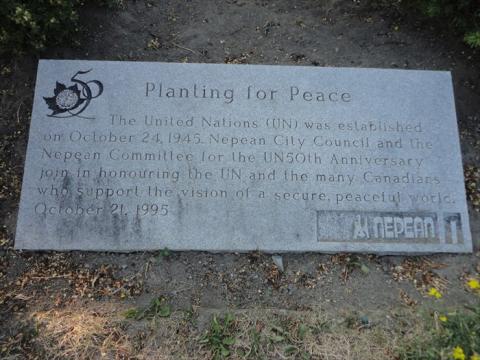 50
Planting for Peace
The United Nations (UN) was established
on October 24, 1945. Nepean City Council and the
Nepean Committee for the UN50th Anniversary
join in honouring the UN and the many Canadians
who support the vision of a secure, peaceful world.
October 21, 1995
NEPEAN